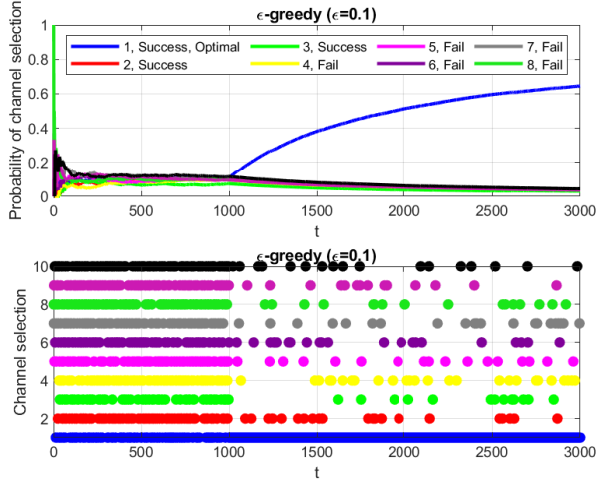 ϵ-greedy (ϵ=0.1)
1, Success, Optimal 3, Success 5, Fail 7, Fail
2, Success 4, Fail 6, Fail 8, Fail
Probability of channel selection
1
0.8
0.6
0.4
0.2
0
0 500 1000 1500 2000 2500 3000
t
ϵ-greedy (ϵ=0.1)
Channel selection
10
8
6
4
2
0 500 1000 1500 2000 2500 3000
t